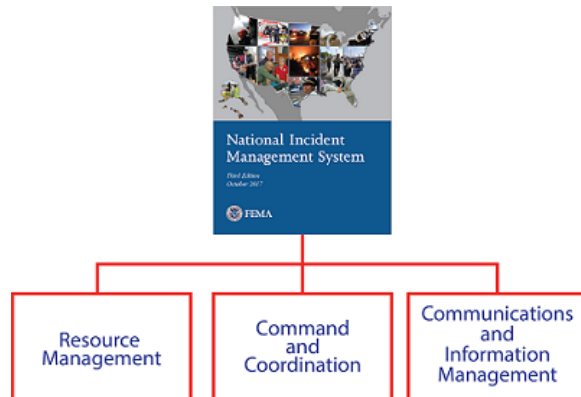 National Incident
Management System
Third Edition
October 2017
FEMA
Resource
Management
Command
and
Coordination
Communications
and
Information
Management